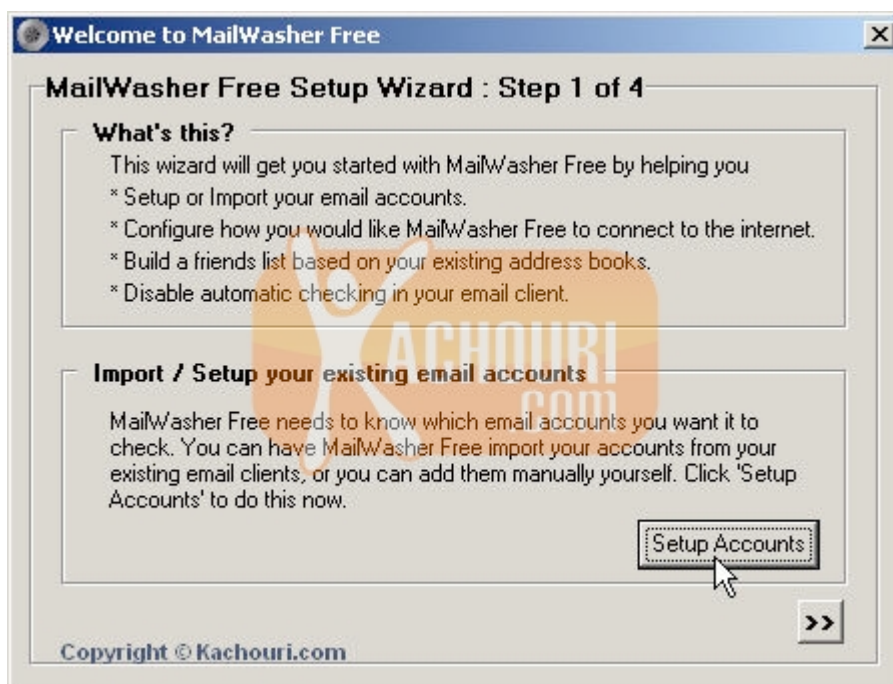 Welcome to MailWasher Free
MailWasher Free Setup Wizard : Step 1 of 4
What's this?
This wizard will get you started with MailWasher Free by helping you
* Setup or Import your email accounts.
* Configure how you would like MailWasher Free to connect to the internet.
* Build a friends list based on your existing address books.
* Disable automatic checking in your email client.
KACHOURI
com
Import / Setup your existing email accounts
MailWasher Free needs to know which email accounts you want it to
check. You can have MailWasher Free import your accounts from your
existing email clients, or you can add them manually yourself. Click 'Setup
Accounts' to do this now.
Setup Accounts
>>
Copyright © Kachouri.com